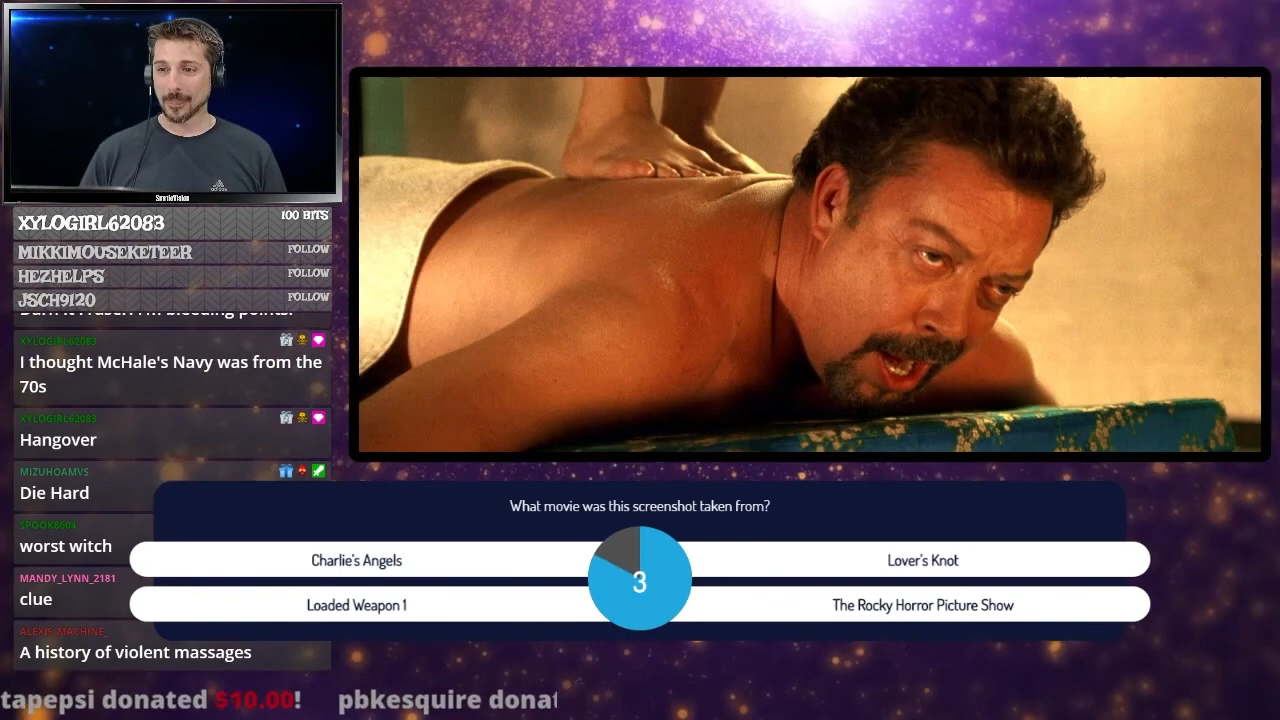 SmrtieVision
XYLOGIRL62083 100 BITS
MIKKIMOUSEKETEER FOLLOW
HEZHELPS FOLLOW
JSCH9120 FOLLOW
XYLOGIRL62083
I thought McHale's Navy was from the
70s
XYLOGIRL62083
Hangover
MIZUHOAMVS
Die Hard
SPOOK8604
worst witch
MANDY_LYNN_2181
clue
ALEXIS_MACHINE_
A history of violent massages
What movie was this screenshot taken from?
Charlie's Angels
Lover's Knot
3
Loaded Weapon 1
The Rocky Horror Picture Show
tapepsi donated $10.00! pbkesquire donat